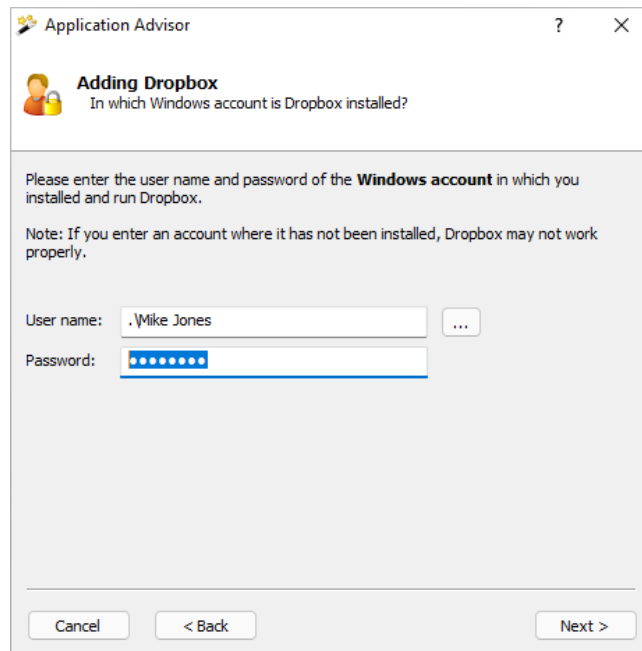 Application Advisor ?
Adding Dropbox
In which Windows account is Dropbox installed?
Please enter the user name and password of the Windows account in which you
installed and run Dropbox.
Note: If you enter an account where it has not been installed, Dropbox may not work
properly.
User name: .\Mike Jones ...
Password: ●●●●●●●●
Cancel < Back Next >